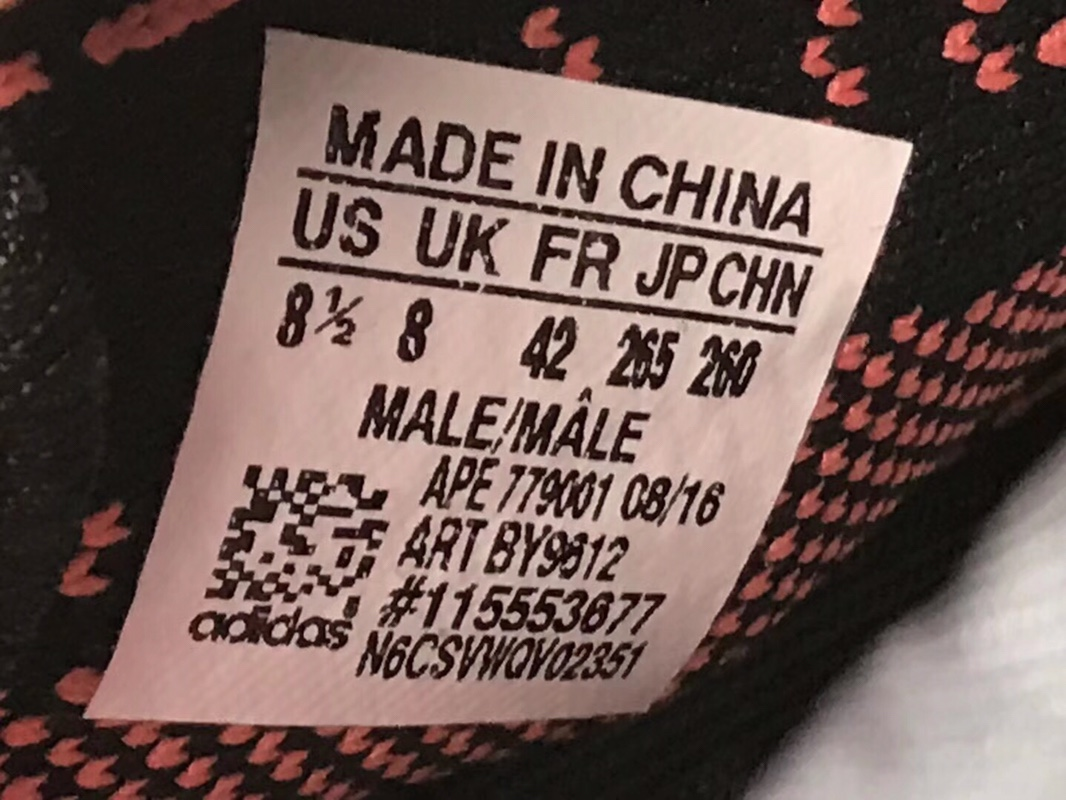 MADE IN CHINA
US UK FR JP CHN
8½ 8 42 265 260
MALE/MÂLE
APE 779001 08/16
ART BY9612
#115553677
adidas
N6CSVWQV02351